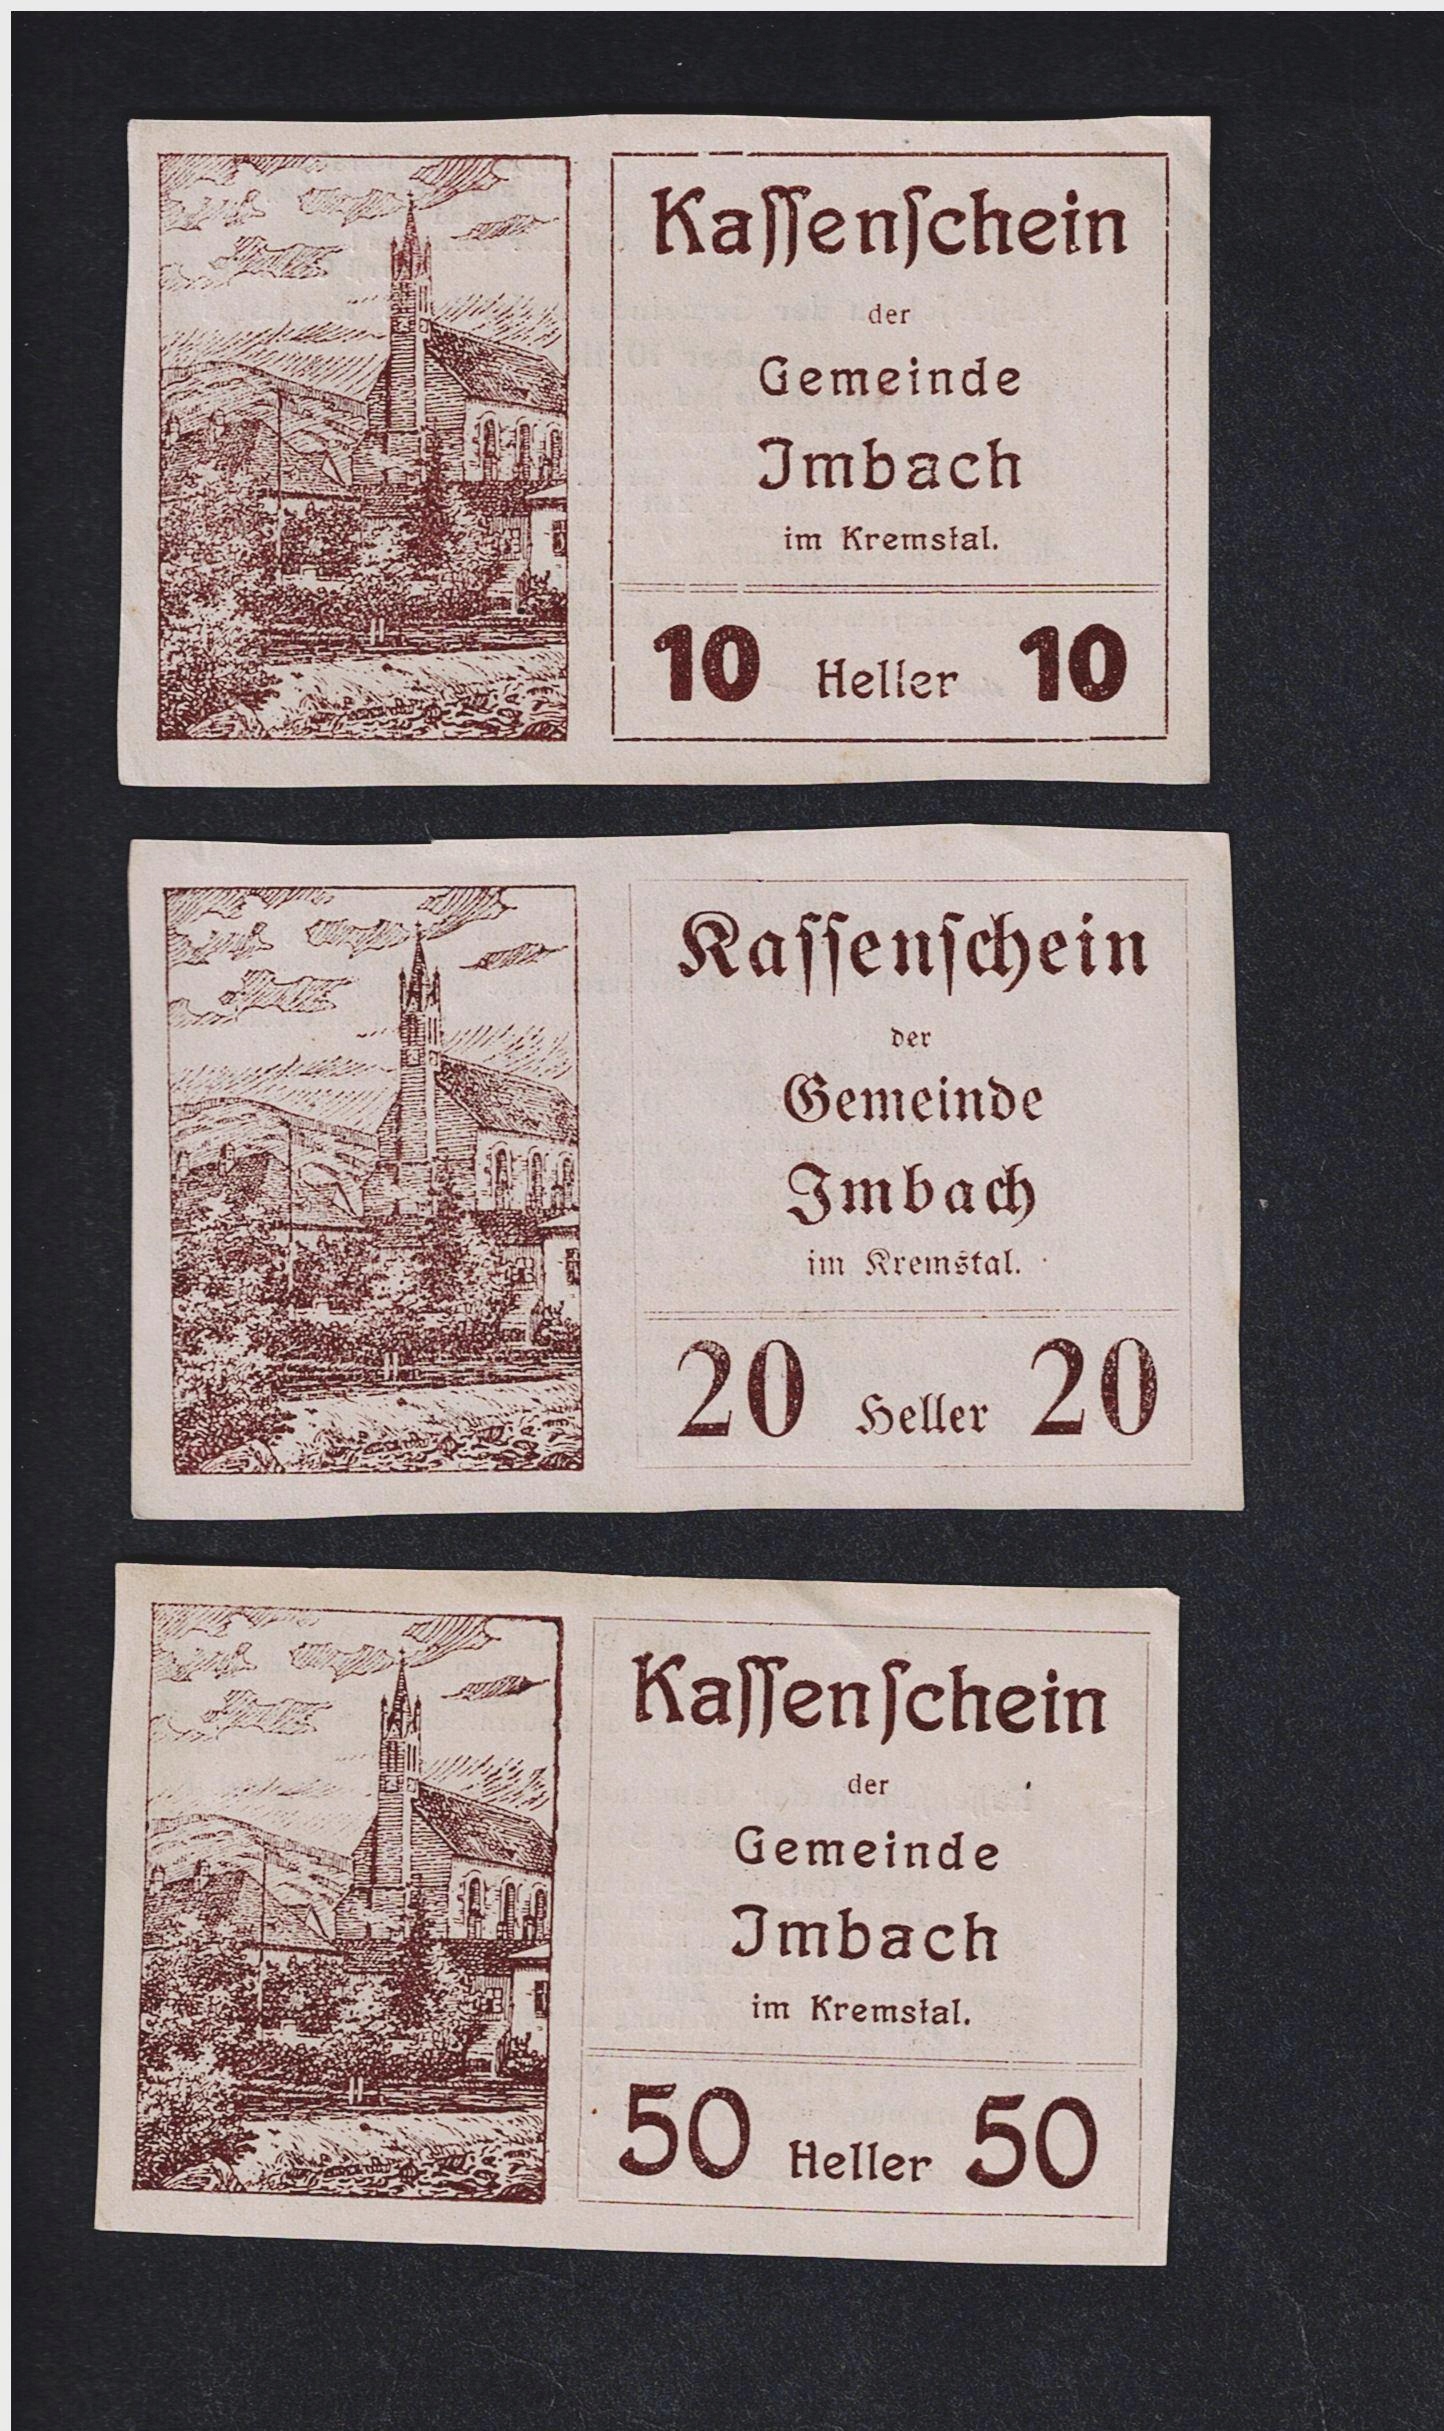 Kaſſenſchein
der
Gemeinde
Imbach
im Kremstal.
10 Heller 10
Kaſſenſchein
der
Gemeinde
Imbach
im Kremstal.
20 Heller 20
Kaſſenſchein
der
Gemeinde
Imbach
im Kremstal.
50 Heller 50